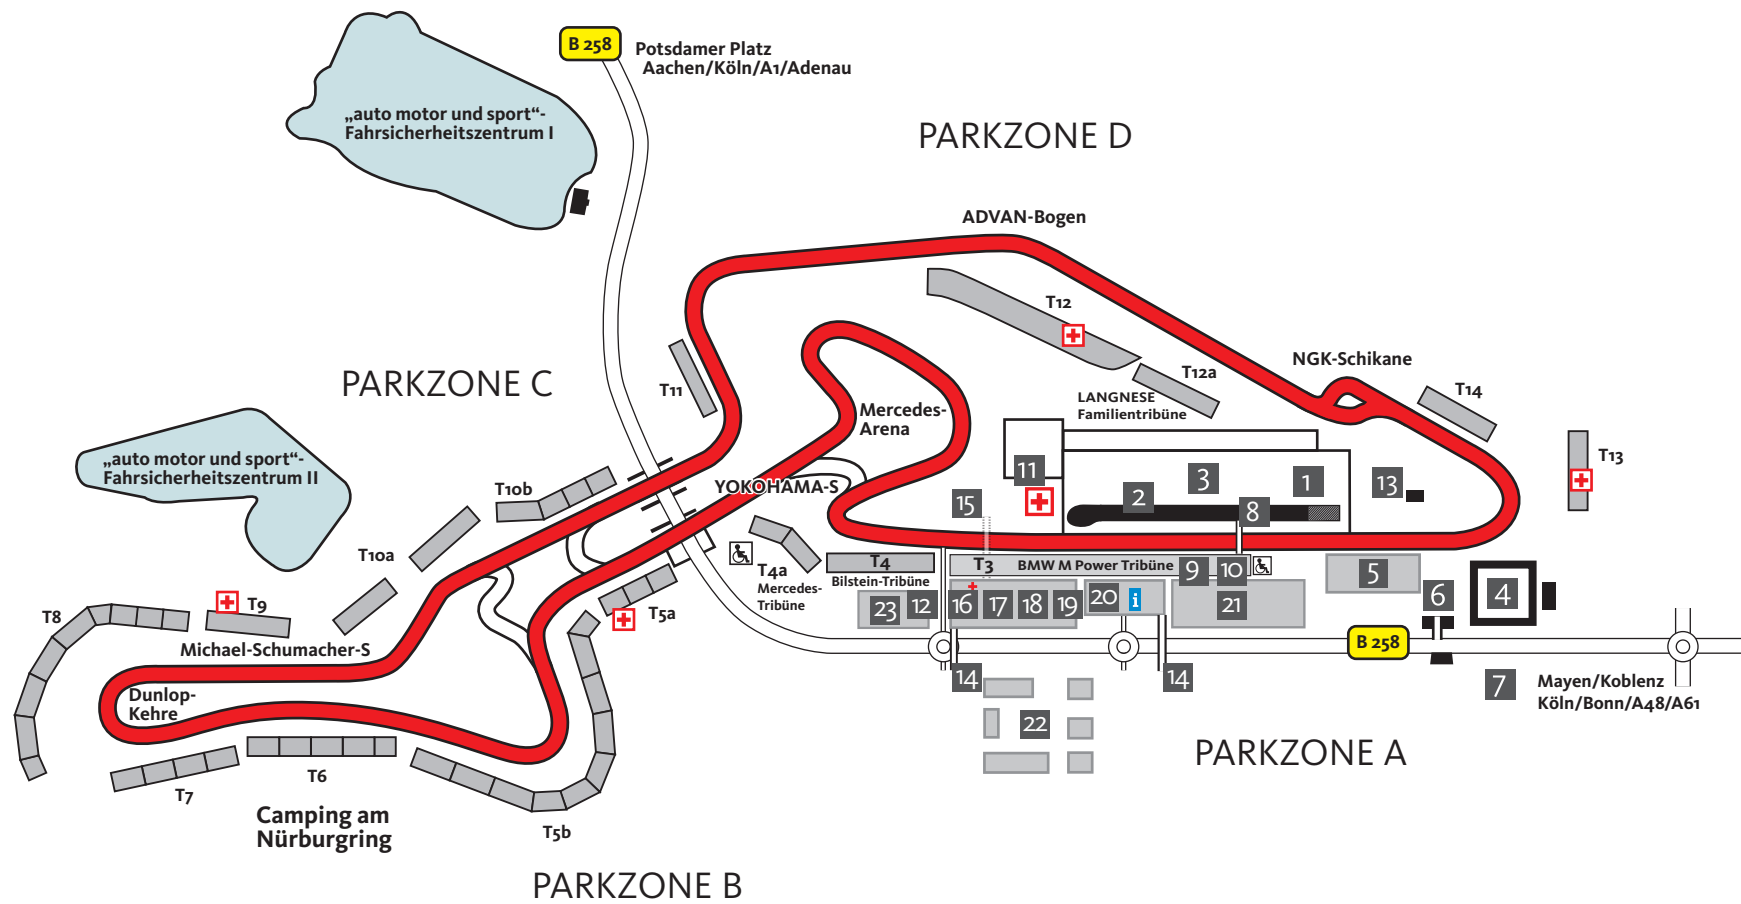 B 258
Potsdamer Platz
Aachen/Köln/A1/Adenau
„auto motor und sport“-
Fahrsicherheitszentrum I
PARKZONE D
ADVAN-Bogen
T12
NGK-Schikane
T12a
T14
LANGNESE
Familientribüne
PARKZONE C
T11
Mercedes-
Arena
T13
„auto motor und sport“-
Fahrsicherheitszentrum II
T10b
YOKOHAMA-S
11
3
1
13
2
15
8
T10a
T4a
Mercedes-
Tribüne
T4
Bilstein-Tribüne
T3
BMW M Power Tribüne
9
10
5
4
6
T9
T8
T5a
23
12
16
17
18
19
20
i
21
Michael-Schumacher-S
B 258
Dunlop-
Kehre
14
14
7
Mayen/Koblenz
Köln/Bonn/A48/A61
22
PARKZONE A
T6
T7
Camping am
Nürburgring
T5b
PARKZONE B